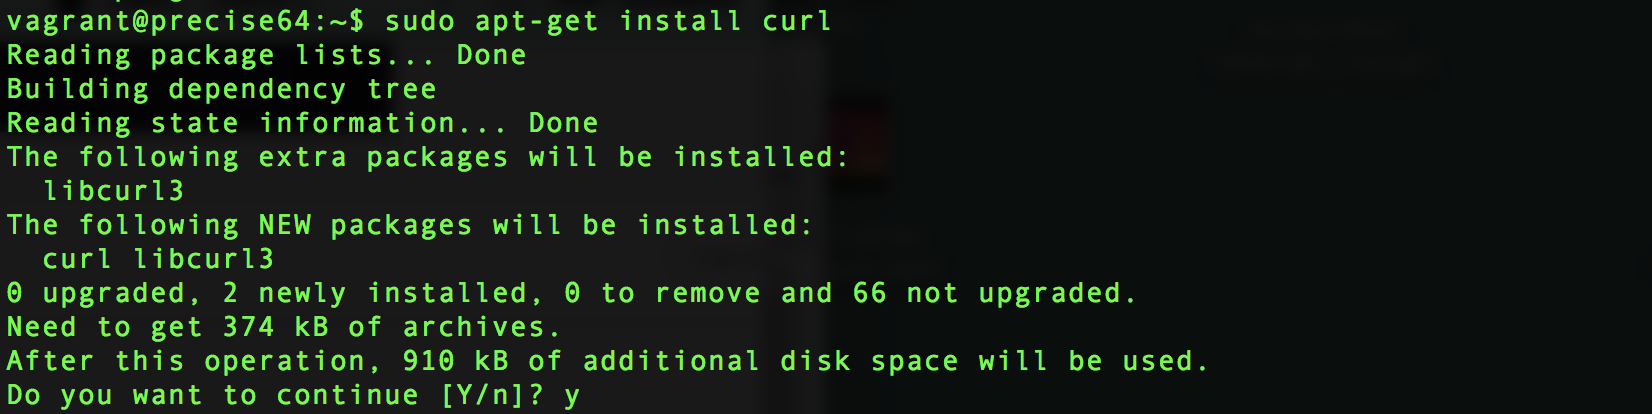 vagrant@precise64:~$ sudo apt-get install curl
Reading package lists... Done
Building dependency tree
Reading state information... Done
The following extra packages will be installed:
  libcurl3
The following NEW packages will be installed:
  curl libcurl3
0 upgraded, 2 newly installed, 0 to remove and 66 not upgraded.
Need to get 374 kB of archives.
After this operation, 910 kB of additional disk space will be used.
Do you want to continue [Y/n]? y